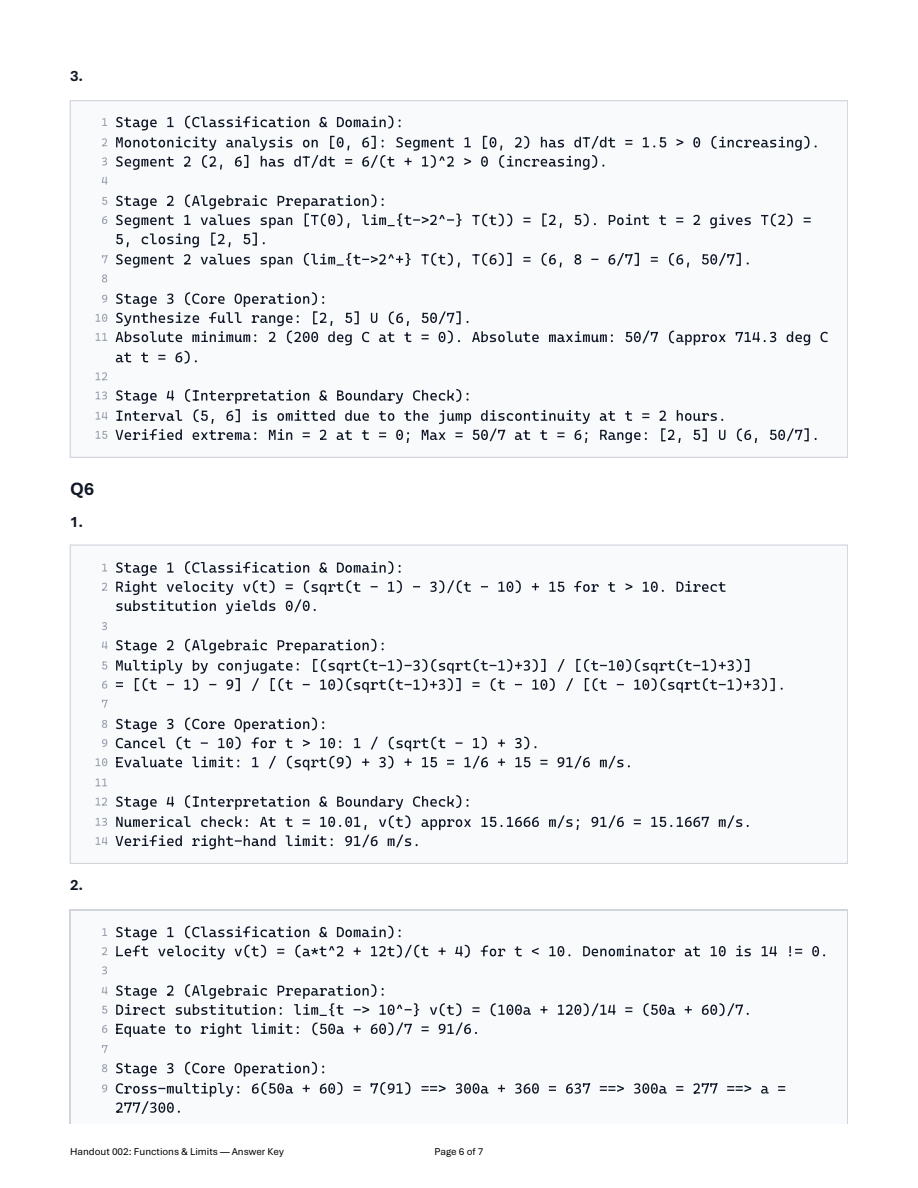 3.
1 Stage 1 (Classification & Domain):
2 Monotonicity analysis on [0, 6]: Segment 1 [0, 2) has dT/dt = 1.5 > 0 (increasing).
3 Segment 2 (2, 6] has dT/dt = 6/(t + 1)^2 > 0 (increasing).
4
5 Stage 2 (Algebraic Preparation):
6 Segment 1 values span [T(0), lim_{t->2^-} T(t)) = [2, 5). Point t = 2 gives T(2) =
5, closing [2, 5].
7 Segment 2 values span (lim_{t->2^+} T(t), T(6)] = (6, 8 - 6/7] = (6, 50/7].
8
9 Stage 3 (Core Operation):
10 Synthesize full range: [2, 5] U (6, 50/7].
11 Absolute minimum: 2 (200 deg C at t = 0). Absolute maximum: 50/7 (approx 714.3 deg C
at t = 6).
12
13 Stage 4 (Interpretation & Boundary Check):
14 Interval (5, 6] is omitted due to the jump discontinuity at t = 2 hours.
15 Verified extrema: Min = 2 at t = 0; Max = 50/7 at t = 6; Range: [2, 5] U (6, 50/7].
Q6
1.
1 Stage 1 (Classification & Domain):
2 Right velocity v(t) = (sqrt(t - 1) - 3)/(t - 10) + 15 for t > 10. Direct
substitution yields 0/0.
3
4 Stage 2 (Algebraic Preparation):
5 Multiply by conjugate: [(sqrt(t-1)-3)(sqrt(t-1)+3)] / [(t-10)(sqrt(t-1)+3)]
6 = [(t - 1) - 9] / [(t - 10)(sqrt(t-1)+3)] = (t - 10) / [(t - 10)(sqrt(t-1)+3)].
7
8 Stage 3 (Core Operation):
9 Cancel (t - 10) for t > 10: 1 / (sqrt(t - 1) + 3).
10 Evaluate limit: 1 / (sqrt(9) + 3) + 15 = 1/6 + 15 = 91/6 m/s.
11
12 Stage 4 (Interpretation & Boundary Check):
13 Numerical check: At t = 10.01, v(t) approx 15.1666 m/s; 91/6 = 15.1667 m/s.
14 Verified right-hand limit: 91/6 m/s.
2.
1 Stage 1 (Classification & Domain):
2 Left velocity v(t) = (a*t^2 + 12t)/(t + 4) for t < 10. Denominator at 10 is 14 != 0.
3
4 Stage 2 (Algebraic Preparation):
5 Direct substitution: lim_{t -> 10^-} v(t) = (100a + 120)/14 = (50a + 60)/7.
6 Equate to right limit: (50a + 60)/7 = 91/6.
7
8 Stage 3 (Core Operation):
9 Cross-multiply: 6(50a + 60) = 7(91) ==> 300a + 360 = 637 ==> 300a = 277 ==> a =
277/300.
Handout 002: Functions & Limits — Answer Key
Page 6 of 7